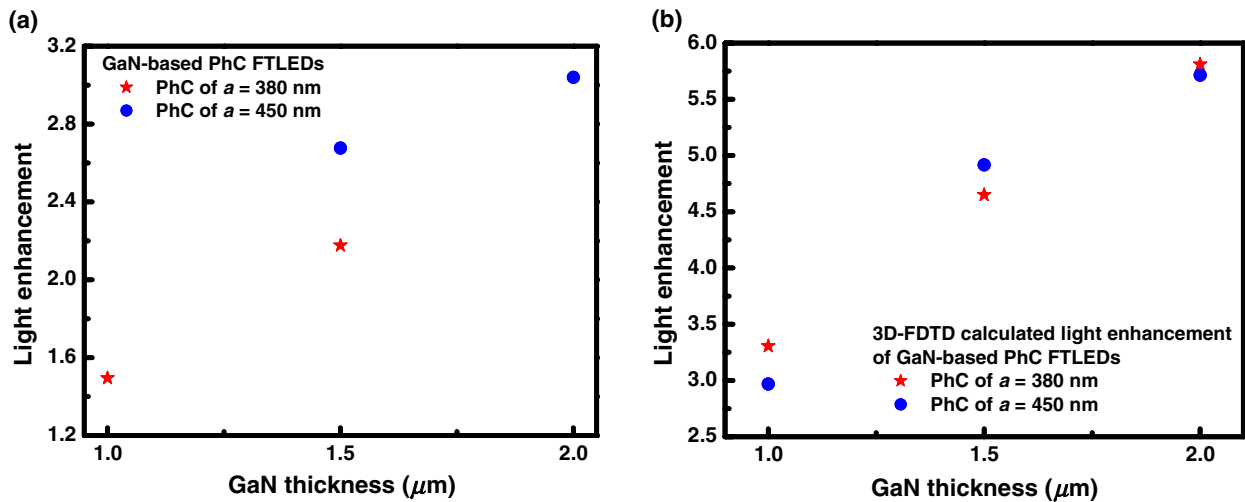 (a)
GaN-based PhC FTLEDs
PhC of a = 380 nm
PhC of a = 450 nm
3.2
2.8
2.4
2.0
1.6
1.2
Light enhancement
1.0
1.5
2.0
GaN thickness (μm)
(b)
6.0
5.5
5.0
4.5
4.0
3.5
3.0
2.5
Light enhancement
3D-FDTD calculated light enhancement
of GaN-based PhC FTLEDs
PhC of a = 380 nm
PhC of a = 450 nm
1.0
1.5
2.0
GaN thickness (μm)